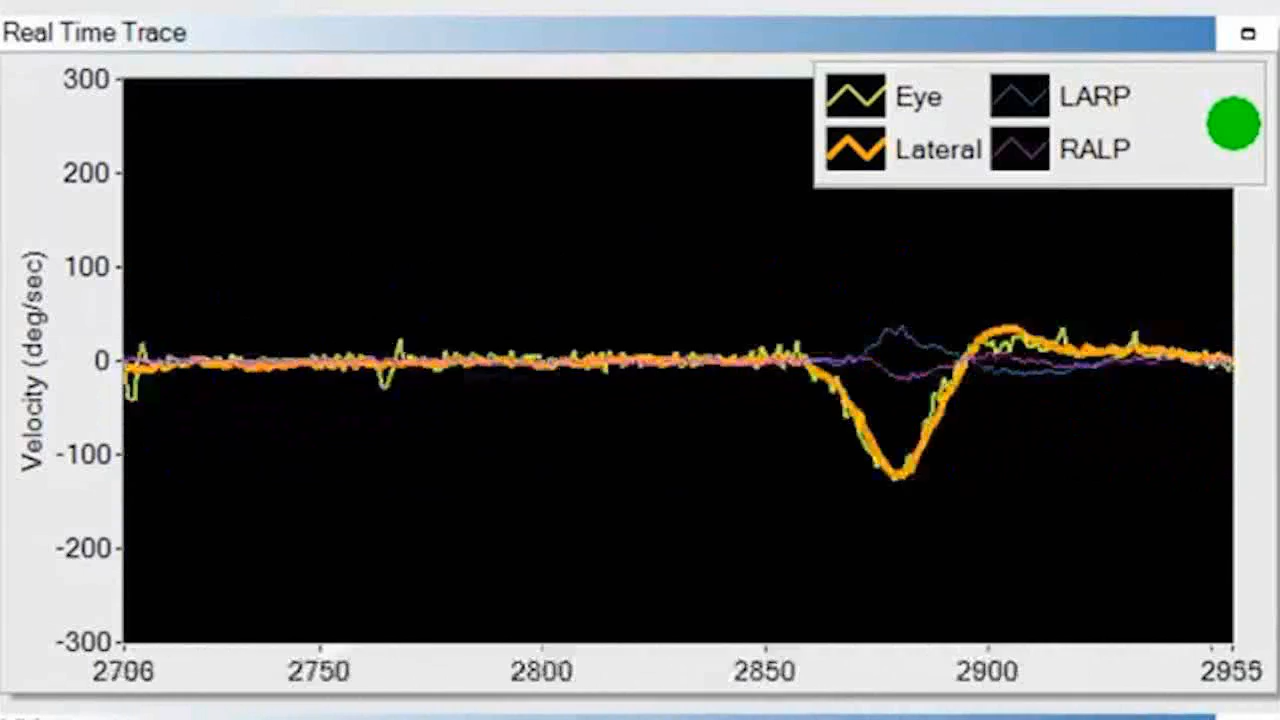 Real Time Trace
Eye LARP
Lateral RALP
300
200
100
0
-100
-200
-300
Velocity (deg/sec)
2706 2750 2800 2850 2900 2955